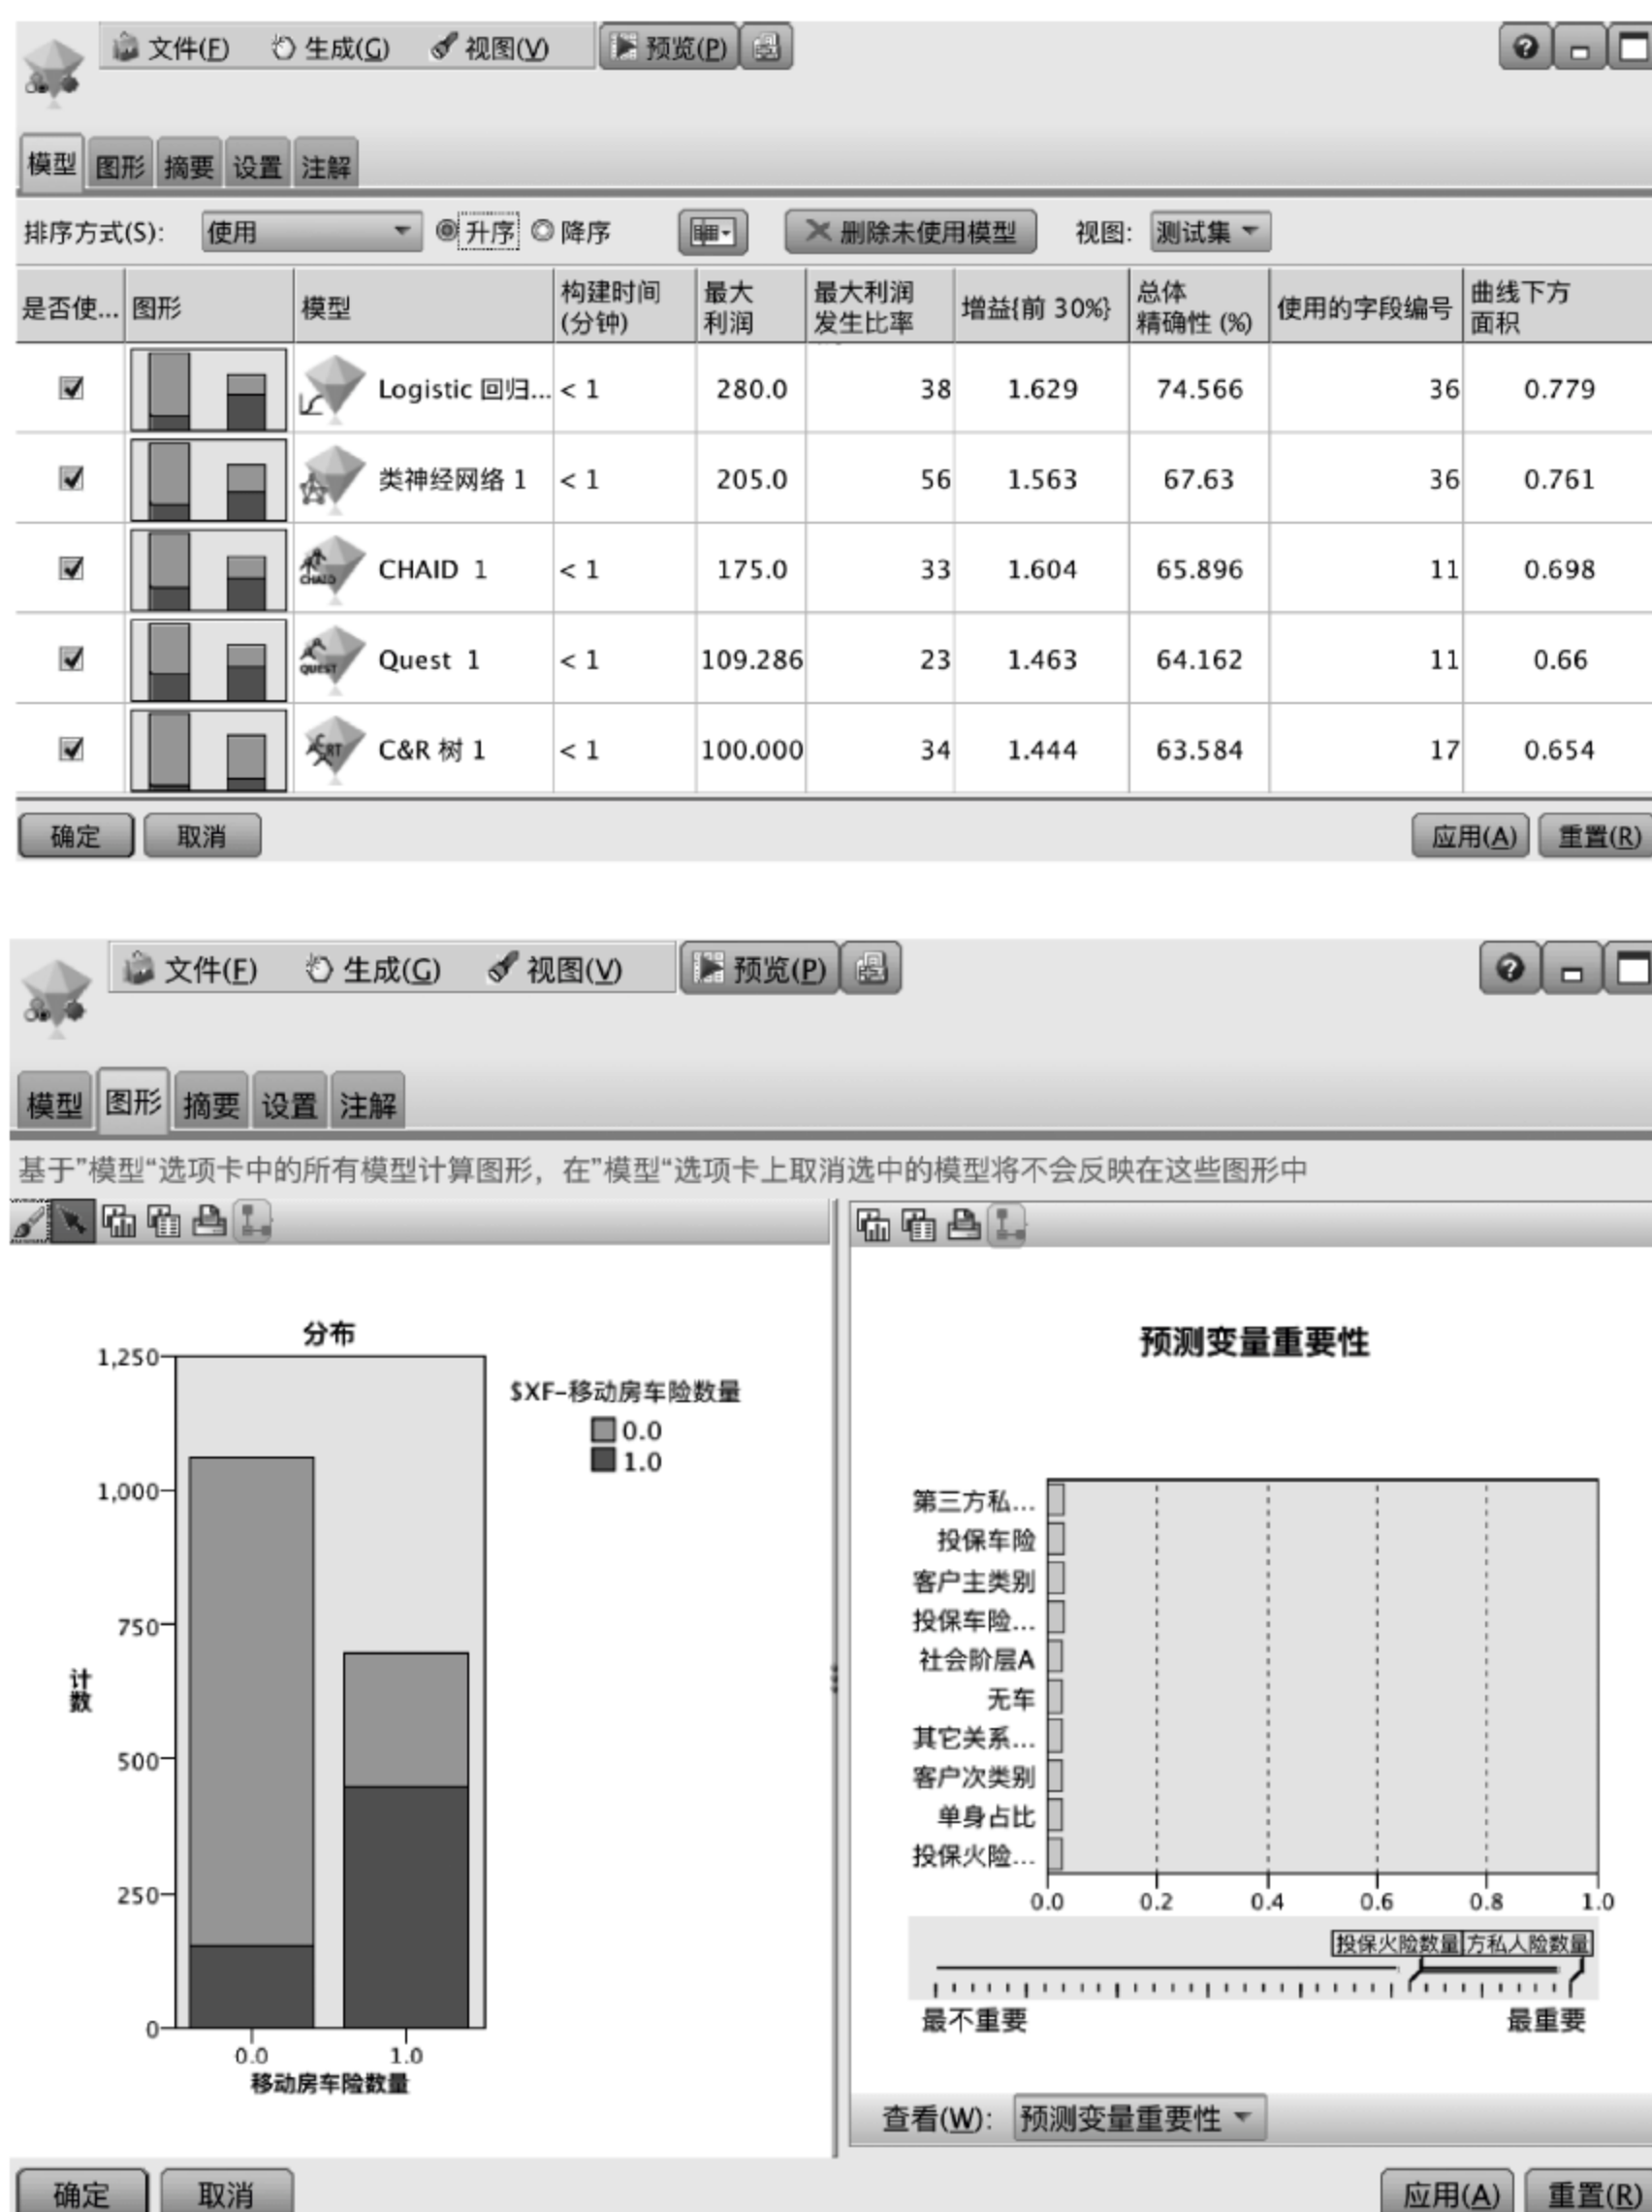 文件(F) 生成(G) 视图(V) 预览(P)
模型 图形 摘要 设置 注解
排序方式(S): 使用 升序 降序 删除未使用模型 视图: 测试集
是否使... 图形 模型 构建时间(分钟) 最大利润 最大利润发生比率 增益{前 30%} 总体精确性 (%) 使用的字段编号 曲线下方面积
Logistic 回归... < 1 280.0 38 1.629 74.566 36 0.779
类神经网络 1 < 1 205.0 56 1.563 67.63 36 0.761
CHAID 1 < 1 175.0 33 1.604 65.896 11 0.698
Quest 1 < 1 109.286 23 1.463 64.162 11 0.66
C&R 树 1 < 1 100.000 34 1.444 63.584 17 0.654
确定 取消 应用(A) 重置(R)
文件(F) 生成(G) 视图(V) 预览(P)
模型 图形 摘要 设置 注解
基于”模型“选项卡中的所有模型计算图形，在”模型“选项卡上取消选中的模型将不会反映在这些图形中
分布
1,250
1,000
750
500
250
0
计数
0.0 1.0
移动房车险数量
$XF-移动房车险数量
0.0
1.0
预测变量重要性
第三方私...
投保车险
客户主类别
投保车险...
社会阶层A
无车
其它关系...
客户次类别
单身占比
投保火险...
0.0 0.2 0.4 0.6 0.8 1.0
投保火险数量 方私人险数量
最不重要 最重要
查看(W): 预测变量重要性
确定 取消 应用(A) 重置(R)